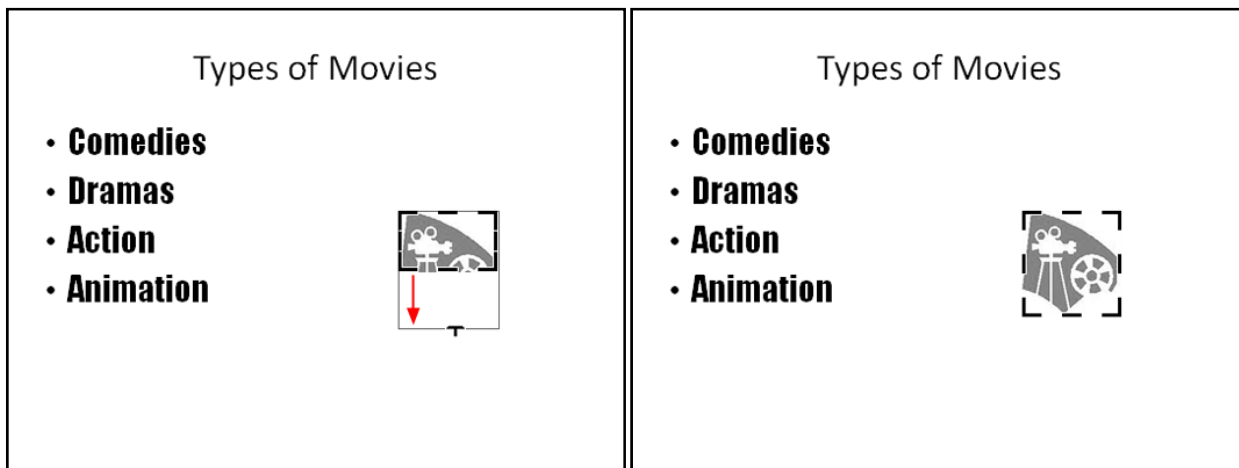 Types of Movies
• Comedies
• Dramas
• Action
• Animation
Types of Movies
• Comedies
• Dramas
• Action
• Animation